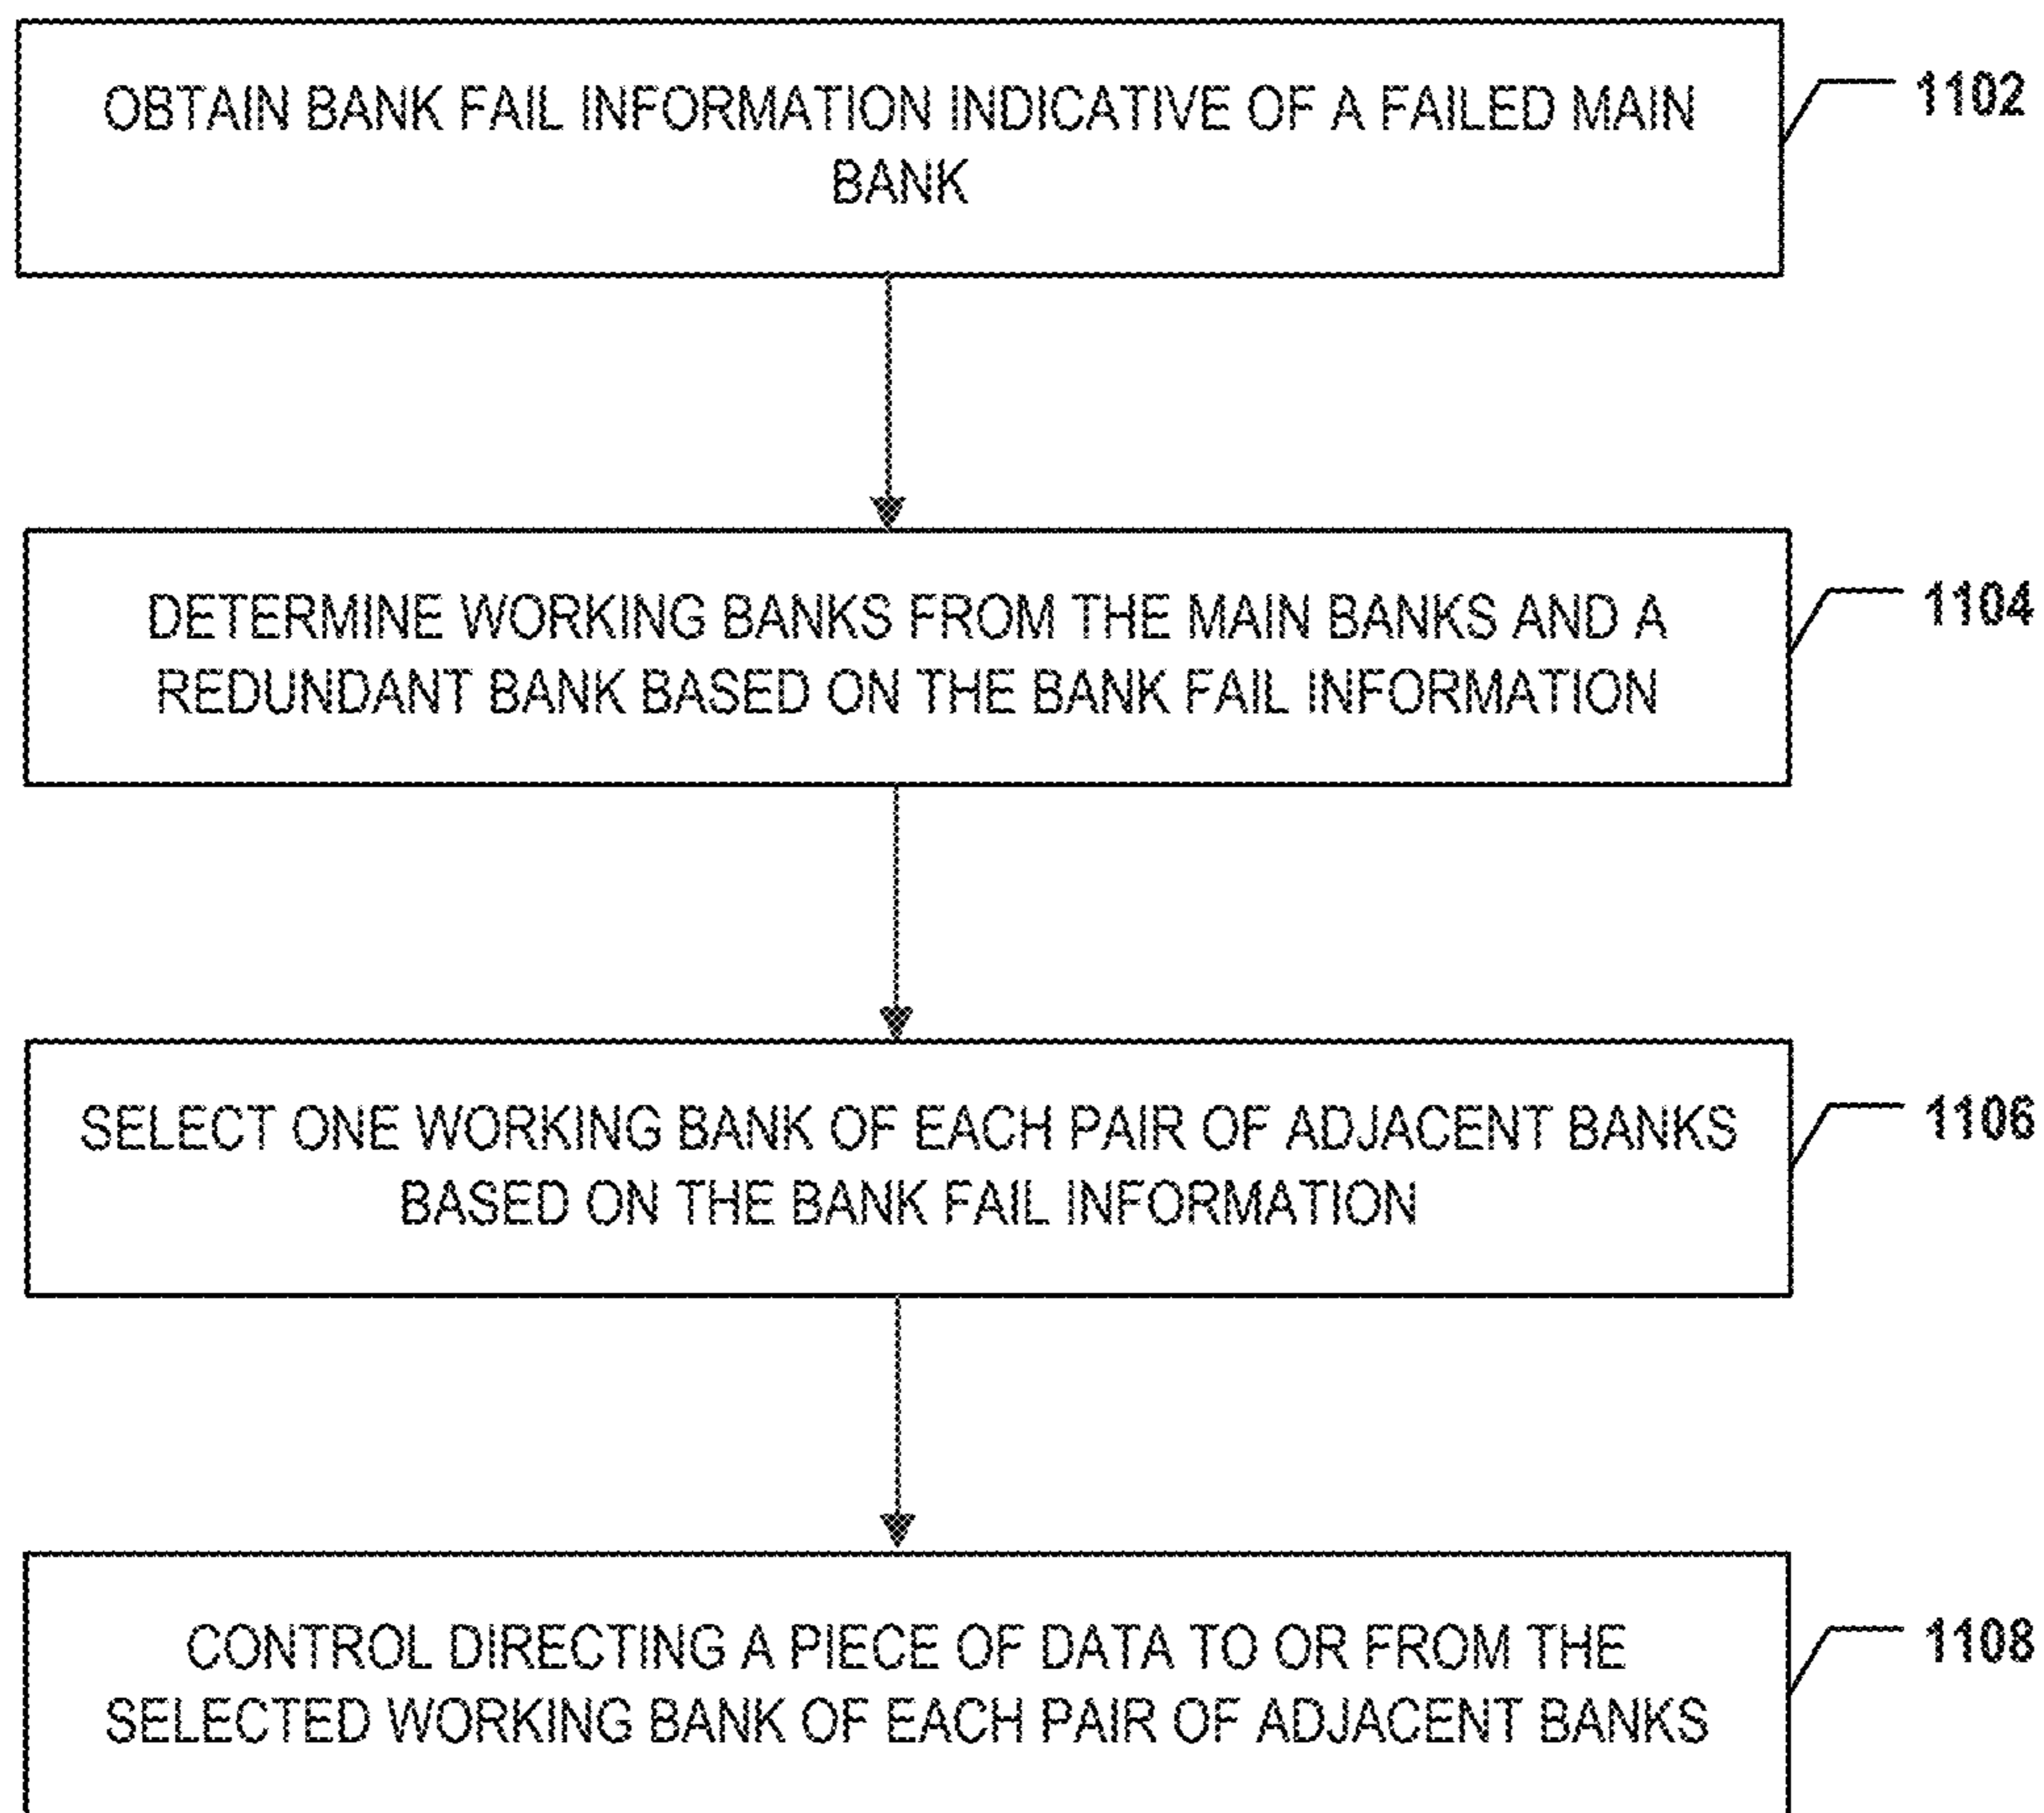 OBTAIN BANK FAIL INFORMATION INDICATIVE OF A FAILED MAIN
BANK
1102
DETERMINE WORKING BANKS FROM THE MAIN BANKS AND A
REDUNDANT BANK BASED ON THE BANK FAIL INFORMATION
1104
SELECT ONE WORKING BANK OF EACH PAIR OF ADJACENT BANKS
BASED ON THE BANK FAIL INFORMATION
1106
CONTROL DIRECTING A PIECE OF DATA TO OR FROM THE
SELECTED WORKING BANK OF EACH PAIR OF ADJACENT BANKS
1108